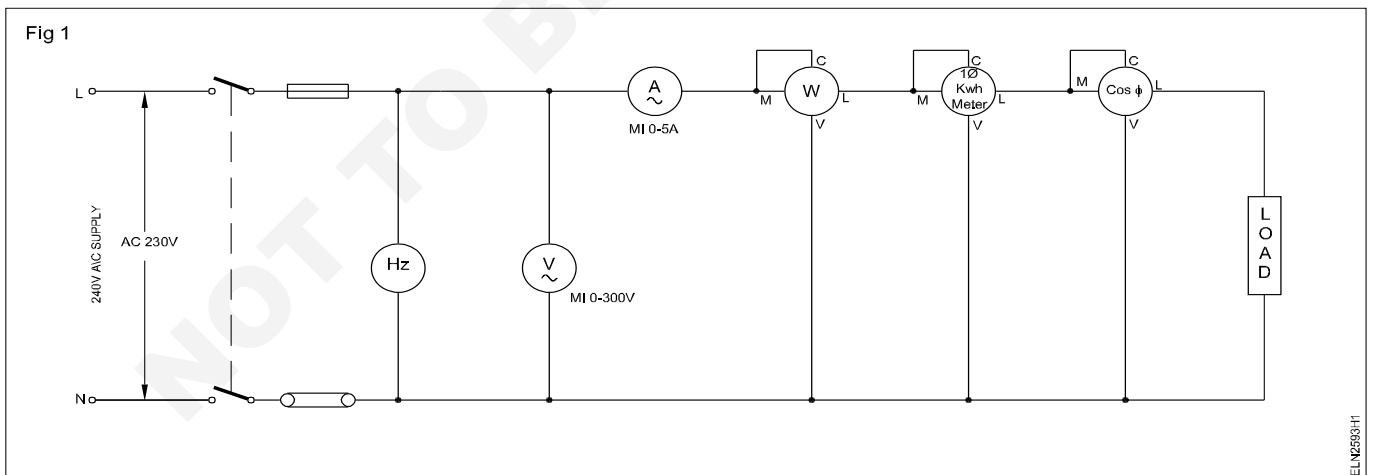 Fig 1
L
240V A\C SUPPLY
AC 230V
N
Hz
V
~
MI 0-300V
A
~
MI 0-5A
M
C
W
L
V
M
C
1Ø
Kwh
Meter
L
V
M
C
Cos ϕ
L
V
LOAD
NOT TO B
ELN2593H1